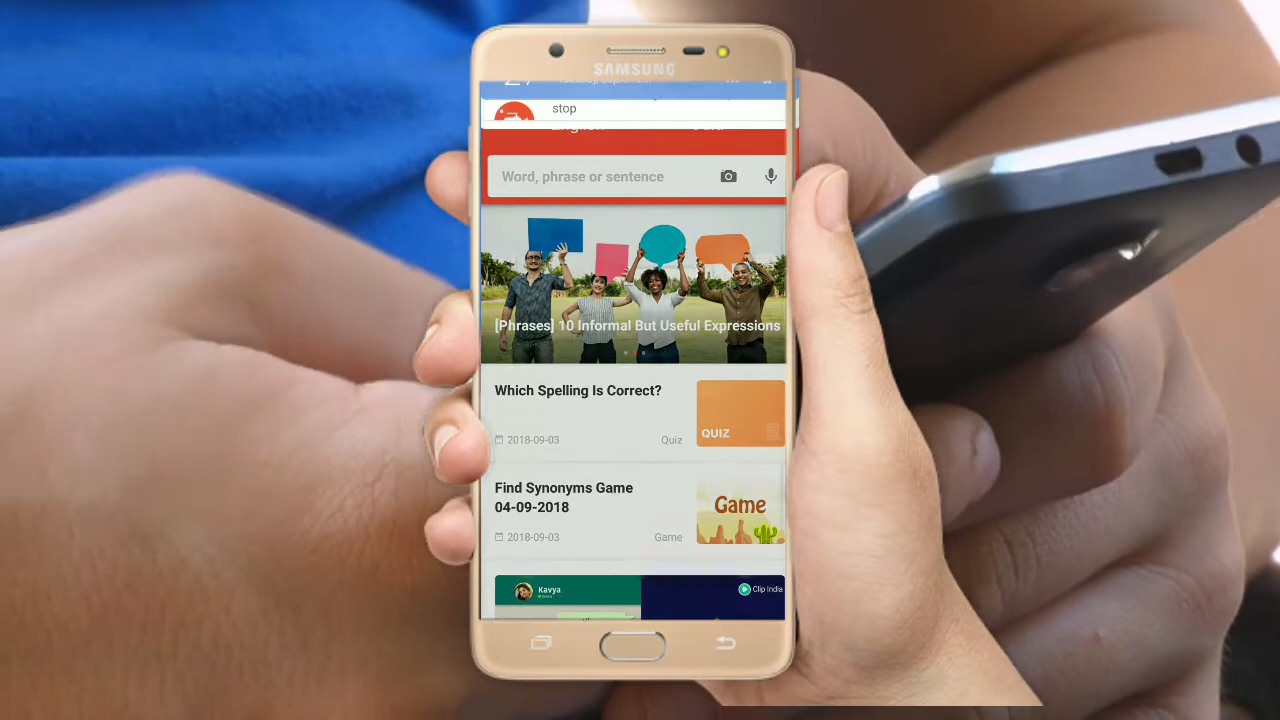 SAMSUNG
stop
English
Word, phrase or sentence
[Phrases] 10 Informal But Useful Expressions
Which Spelling Is Correct?
2018-09-03
Quiz
QUIZ
Find Synonyms Game
04-09-2018
2018-09-03
Game
Game
Kavya
Clip India